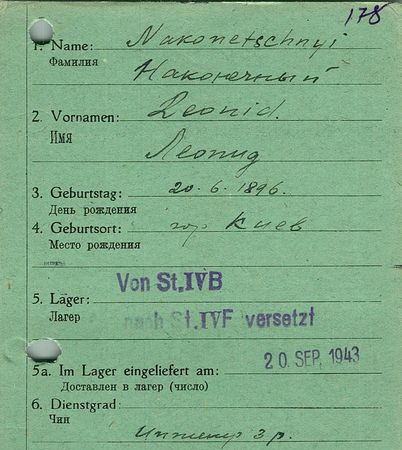 178
1. Name: Nakonetschnyi
Фамилия Наконечный
2. Vornamen: Leonid.
Имя Леонид
3. Geburtstag: 20.6.1896.
День рождения
4. Geburtsort: гор. Киев
Место рождения
Von St.IVB
5. Lager:
Лагерь nach St.IVF versetzt
20. SEP. 1943
5a. Im Lager eingeliefert am:
Доставлен в лагерь (число)
6. Dienstgrad:
Чин
3 р.